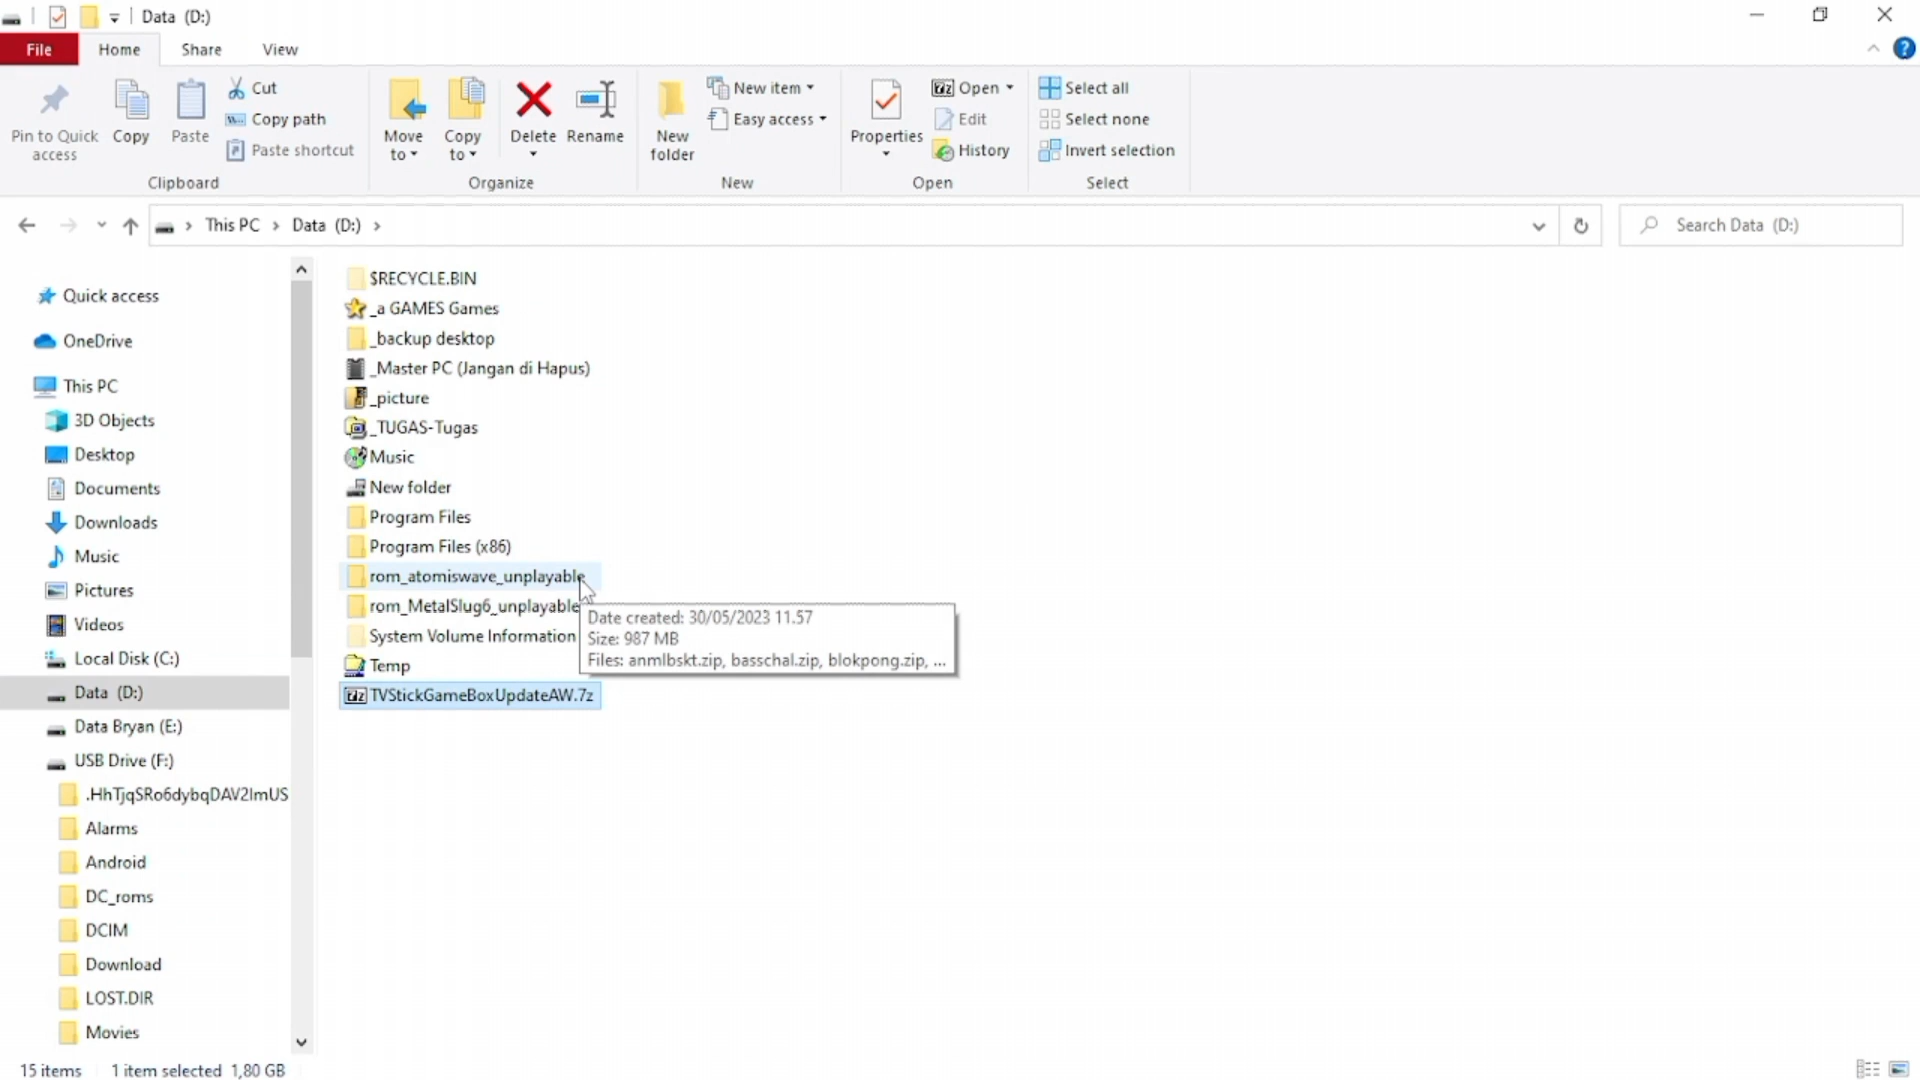 Data (D:)
File Home Share View
Pin to Quick access
Copy
Paste
Cut
Copy path
Paste shortcut
Clipboard
Move to
Copy to
Delete
Rename
Organize
New folder
New item
Easy access
New
Properties
Open
Edit
History
Open
Select all
Select none
Invert selection
Select
This PC > Data (D:) >
Search Data (D:)
Quick access
OneDrive
This PC
3D Objects
Desktop
Documents
Downloads
Music
Pictures
Videos
Local Disk (C:)
Data (D:)
Data Bryan (E:)
USB Drive (F:)
.HhTjqSRo6dybqDAV2lmUS
Alarms
Android
DC_roms
DCIM
Download
LOST.DIR
Movies
$RECYCLE.BIN
_a GAMES Games
_backup desktop
_Master PC (Jangan di Hapus)
_picture
_TUGAS-Tugas
Music
New folder
Program Files
Program Files (x86)
rom_atomiswave_unplayable
rom_MetalSlug6_unplayable
System Volume Information
Temp
TVStickGameBoxUpdateAW.7z
Date created: 30/05/2023 11.57
Size: 987 MB
Files: anmlbskt.zip, basschal.zip, blokpong.zip, ...
15 items 1 item selected 1,80 GB